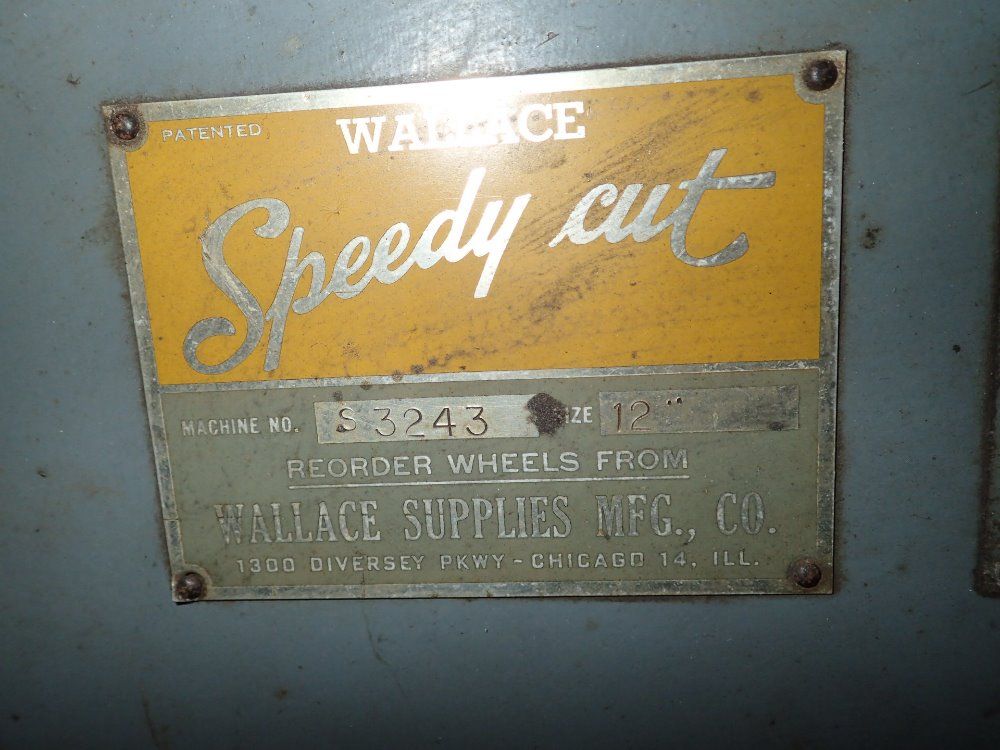 PATENTED WALLACE
Speedy cut
MACHINE NO. S 3243 SIZE 12"
REORDER WHEELS FROM
WALLACE SUPPLIES MFG., CO.
1300 DIVERSEY PKWY - CHICAGO 14, ILL.